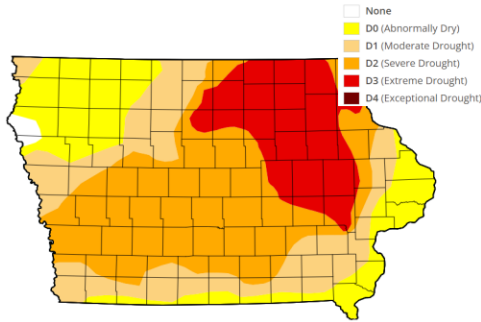 None
D0 (Abnormally Dry)
D1 (Moderate Drought)
D2 (Severe Drought)
D3 (Extreme Drought)
D4 (Exceptional Drought)